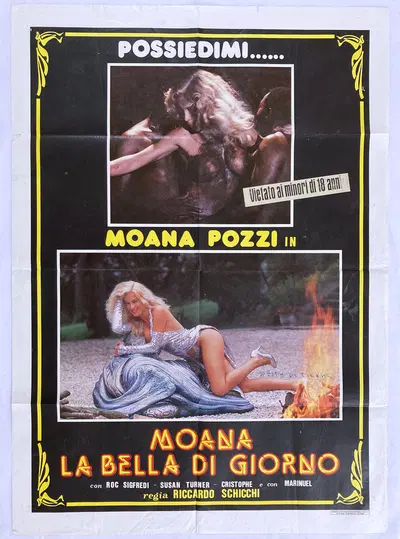 POSSIEDIMI......
Vietato ai minori di 18 anni
MOANA POZZI IN
MOANA
LA BELLA DI GIORNO
con ROC SIGFREDI - SUSAN TURNER - CRISTOPHE e con MARINUEL
regia RICCARDO SCHICCHI